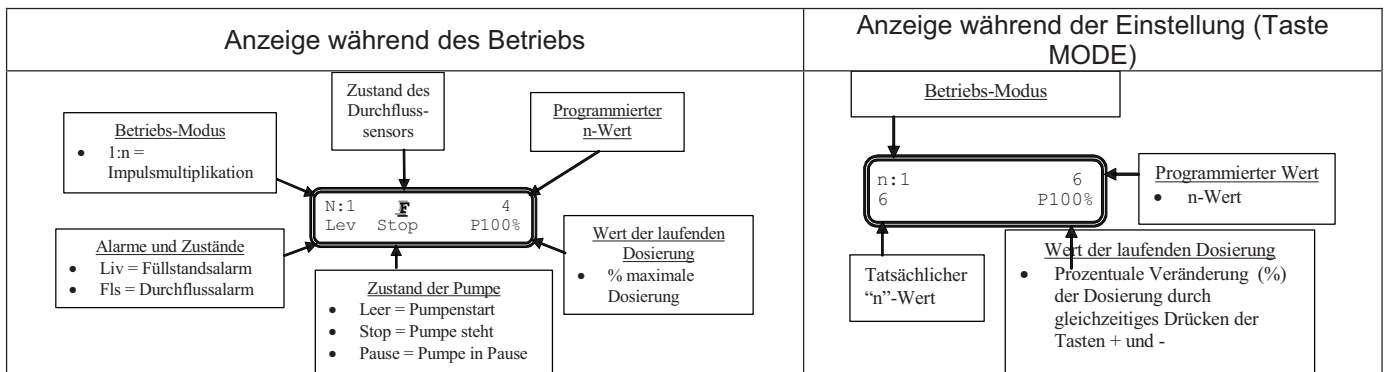 Anzeige während des Betriebs
Anzeige während der Einstellung (Taste
MODE)
Zustand des
Durchfluss-
sensors
Programmierter
n-Wert
Betriebs-Modus
• 1:n =
Impulsmultiplikation
N:1 F 4
Lev Stop P100%
Alarme und Zustände
• Liv = Füllstandsalarm
• Fls = Durchflussalarm
Zustand der Pumpe
• Leer = Pumpenstart
• Stop = Pumpe steht
• Pause = Pumpe in Pause
Wert der laufenden
Dosierung
• % maximale
Dosierung
Betriebs-Modus
n:1 6
6 P100%
Programmierter Wert
• n-Wert
Tatsächlicher
“n”-Wert
Wert der laufenden Dosierung
• Prozentuale Veränderung (%)
der Dosierung durch
gleichzeitiges Drücken der
Tasten + und -